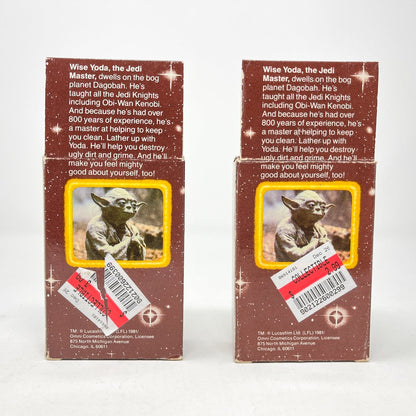 Wise Yoda, the Jedi
Master, dwells on the bog
planet Dagobah. He's
taught all the Jedi Knights
including Obi-Wan Kenobi.
And because he's had over
800 years of experience, he's
a master at helping to keep
you clean. Lather up with
Yoda. He'll help you destroy
ugly dirt and grime. And he'll
make you feel mighty
good about yourself, too!
902122600399
TM: ® Lucasfilm Ltd. (LFL) 1981
Omni Cosmetics Corporation, Licensee
875 North Michigan Avenue
Chicago, IL 60611
Wise Yoda, the Jedi
Master, dwells on the bog
planet Dagobah. He's
taught all the Jedi Knights
including Obi-Wan Kenobi.
And because he's had over
800 years of experience, he's
a master at helping to keep
you clean. Lather up with
Yoda. He'll help you destroy
ugly dirt and grime. And he'll
make you feel mighty
good about yourself, too!
Dec 26
COLLECTIBLE
2.99
902122600299
TM: ® Lucasfilm Ltd. (LFL) 1981
Omni Cosmetics Corporation, Licensee
875 North Michigan Avenue
Chicago, IL 60611